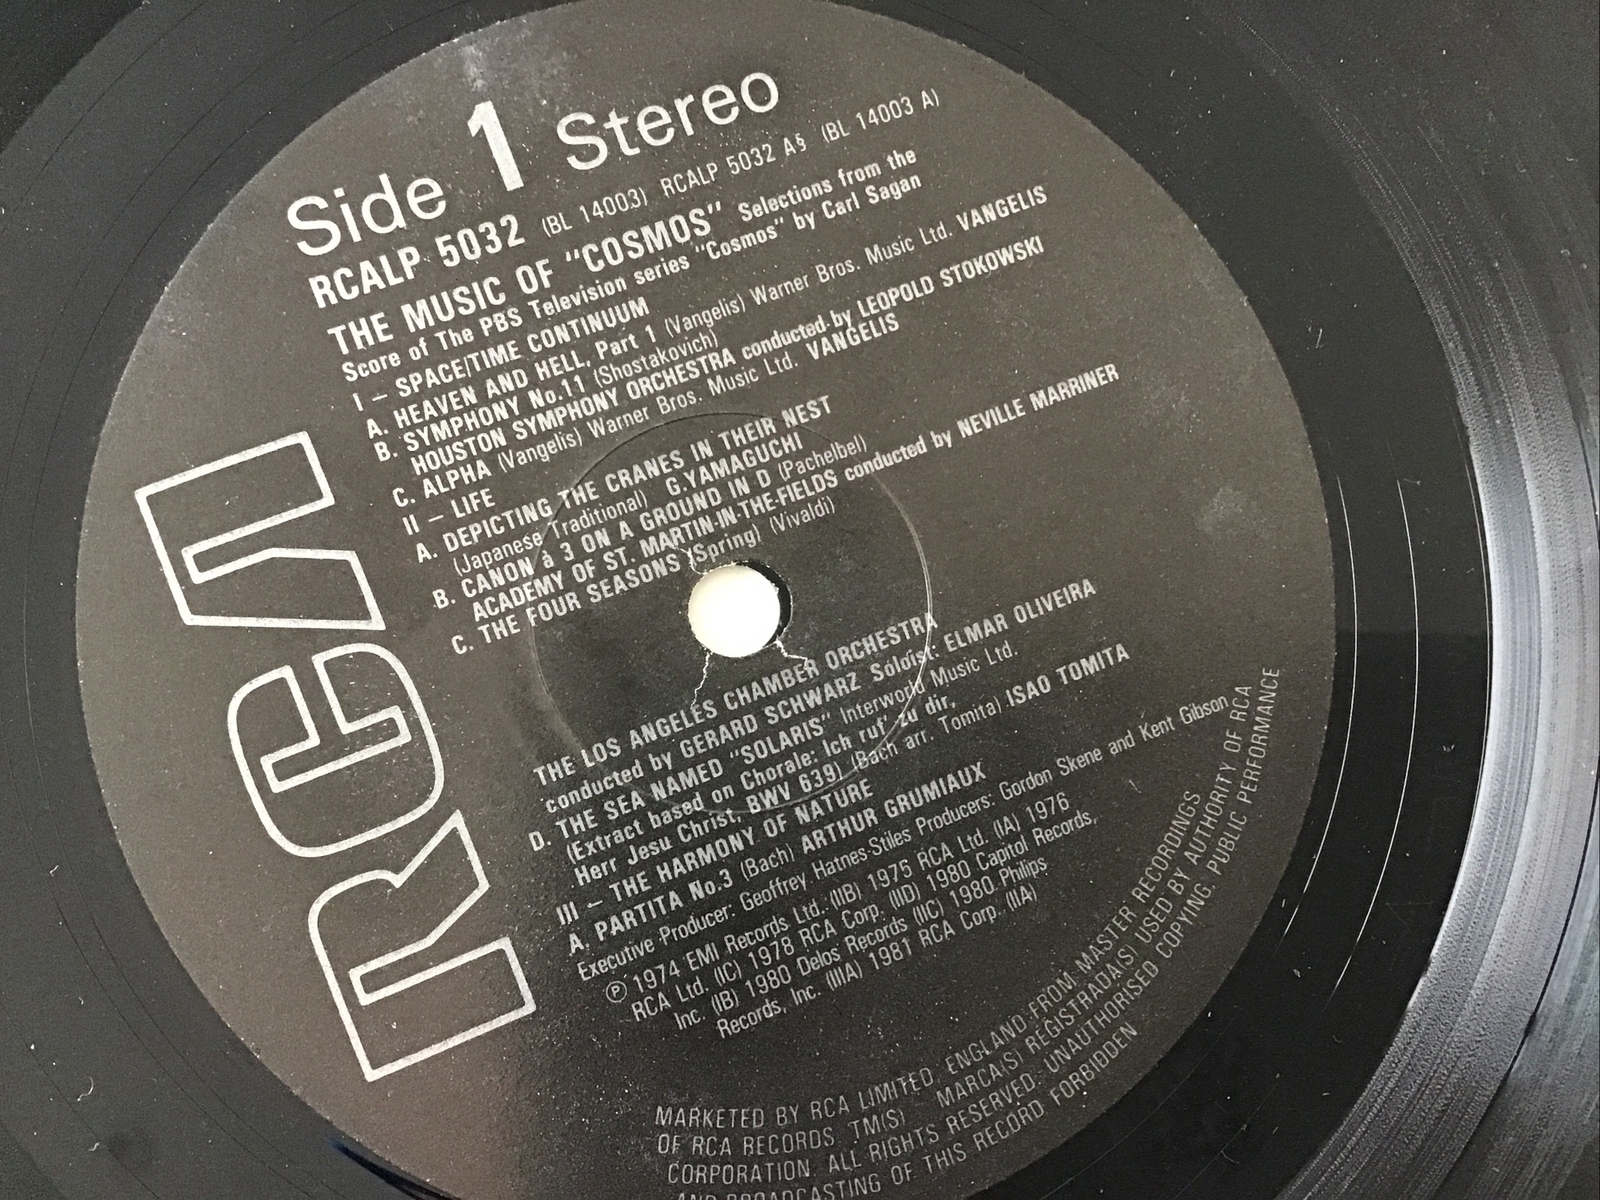 Side 1 Stereo
RCALP 5032 (BL 14003) RCALP 5032 A§ (BL 14003 A)
THE MUSIC OF "COSMOS" Selections from the
Score of The PBS Television series "Cosmos" by Carl Sagan
I – SPACE/TIME CONTINUUM
A. HEAVEN AND HELL, Part 1 (Vangelis) Warner Bros. Music Ltd. VANGELIS
B. SYMPHONY No.11 (Shostakovich)
HOUSTON SYMPHONY ORCHESTRA conducted by LEOPOLD STOKOWSKI
C. ALPHA (Vangelis) Warner Bros. Music Ltd. VANGELIS
II – LIFE
A. DEPICTING THE CRANES IN THEIR NEST
(Japanese Traditional) G.YAMAGUCHI
B. CANON à 3 ON A GROUND IN D (Pachelbel)
ACADEMY OF ST. MARTIN-IN-THE-FIELDS conducted by NEVILLE MARRINER
C. THE FOUR SEASONS (Spring) (Vivaldi)
THE LOS ANGELES CHAMBER ORCHESTRA
conducted by GERARD SCHWARZ Soloist: ELMAR OLIVEIRA
D. THE SEA NAMED "SOLARIS" Interworld Music Ltd.
(Extract based on Chorale: Ich ruf' zu dir,
Herr Jesu Christ, BWV 639) (Bach arr. Tomita) ISAO TOMITA
III – THE HARMONY OF NATURE
A. PARTITA No.3 (Bach) ARTHUR GRUMIAUX
Executive Producer: Geoffrey Hatnes-Stiles Producers: Gordon Skene and Kent Gibson
℗ 1974 EMI Records Ltd. (IIB) 1975 RCA Ltd. (IA) 1976
RCA Ltd. (IC) 1978 RCA Corp. (IID) 1980 Capitol Records,
Inc. (IB) 1980 Delos Records (IIC) 1980 Philips
Records, Inc. (IIIA) 1981 RCA Corp. (IIA)
RCA
MARKETED BY RCA LIMITED, ENGLAND FROM MASTER RECORDINGS
OF RCA RECORDS. TM(S) – MARCA(S) REGISTRADA(S) USED BY AUTHORITY OF RCA
CORPORATION. ALL RIGHTS RESERVED. UNAUTHORISED COPYING, PUBLIC PERFORMANCE
AND BROADCASTING OF THIS RECORD FORBIDDEN